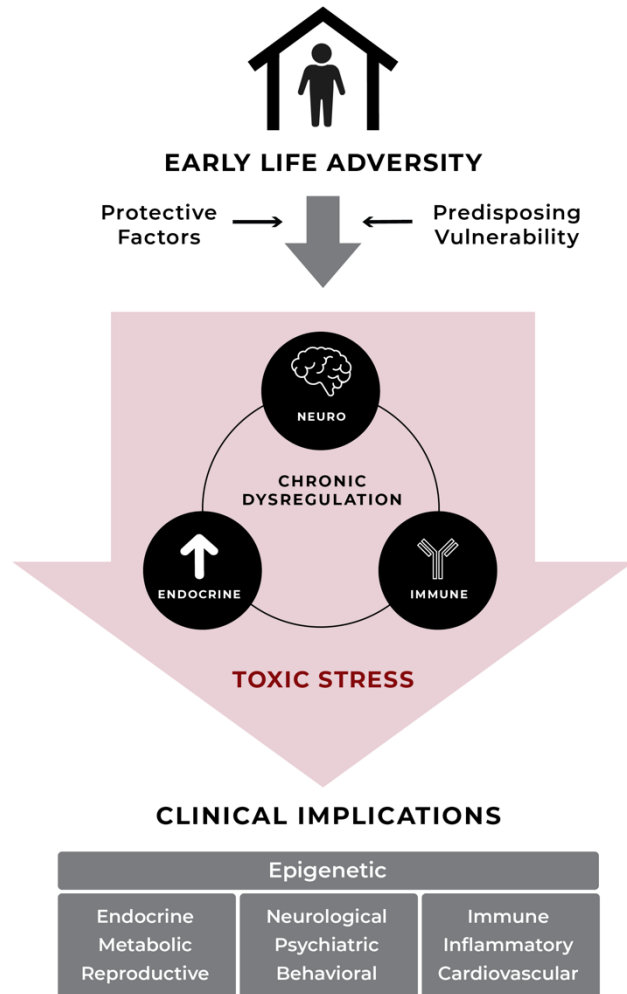 EARLY LIFE ADVERSITY
Protective
Factors
Predisposing
Vulnerability
NEURO
CHRONIC
DYSREGULATION
ENDOCRINE
IMMUNE
TOXIC STRESS
CLINICAL IMPLICATIONS
Epigenetic
Endocrine
Metabolic
Reproductive
Neurological
Psychiatric
Behavioral
Immune
Inflammatory
Cardiovascular